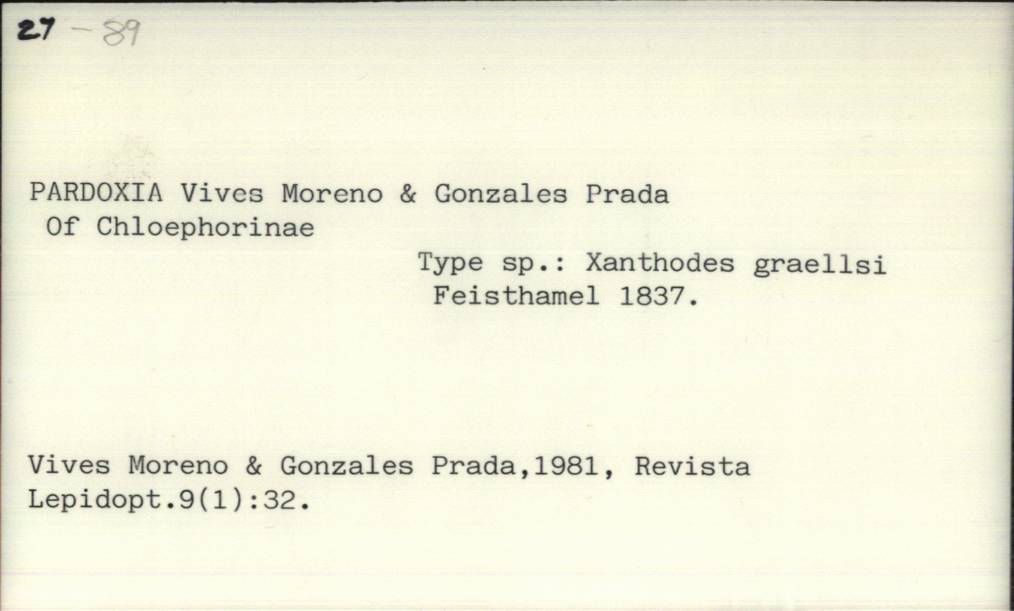 27 - 89
PARDOXIA Vives Moreno & Gonzales Prada
Of Chloephorinae
Type sp.: Xanthodes graellsi
Feisthamel 1837.
Vives Moreno & Gonzales Prada,1981, Revista
Lepidopt.9(1):32.